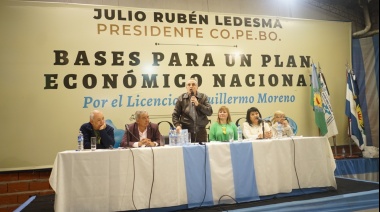 JULIO RUBÉN LEDESMA
PRESIDENTE CO.PE.BO.
BASES PARA UN PLAN
ECONÓMICO NACIONAL
Por el Licenciado Guillermo Moreno